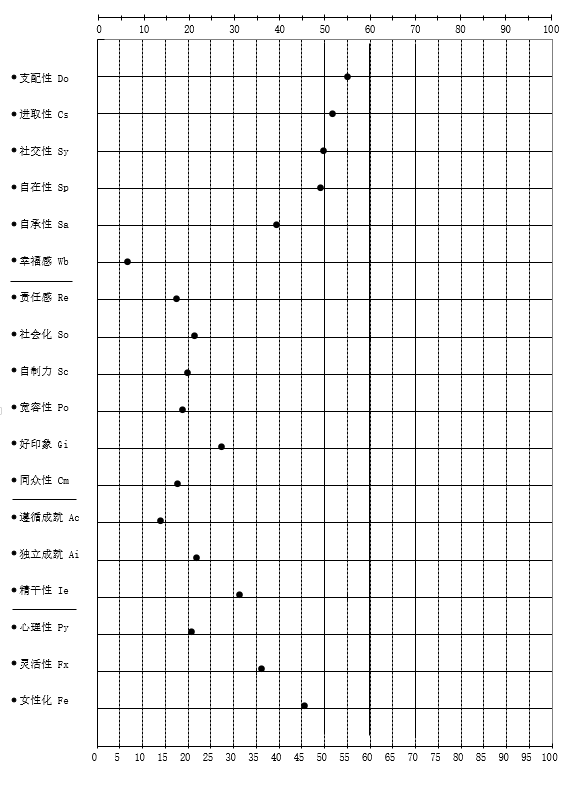 0 10 20 30 40 50 60 70 80 90 100
支配性 Do
进取性 Cs
社交性 Sy
自在性 Sp
自承性 Sa
幸福感 Wb
责任感 Re
社会化 So
自制力 Sc
宽容性 Po
好印象 Gi
同众性 Cm
遵循成就 Ac
独立成就 Ai
精干性 Ie
心理性 Py
灵活性 Fx
女性化 Fe
0 5 10 15 20 25 30 35 40 45 50 55 60 65 70 75 80 85 90 95 100